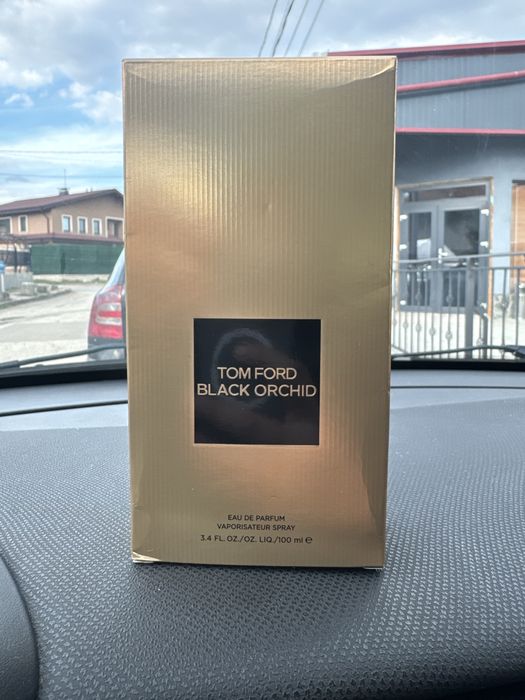 TOM FORD
BLACK ORCHID
EAU DE PARFUM
VAPORISATEUR SPRAY
3.4 FL. OZ./OZ. LIQ./100 ml ℮